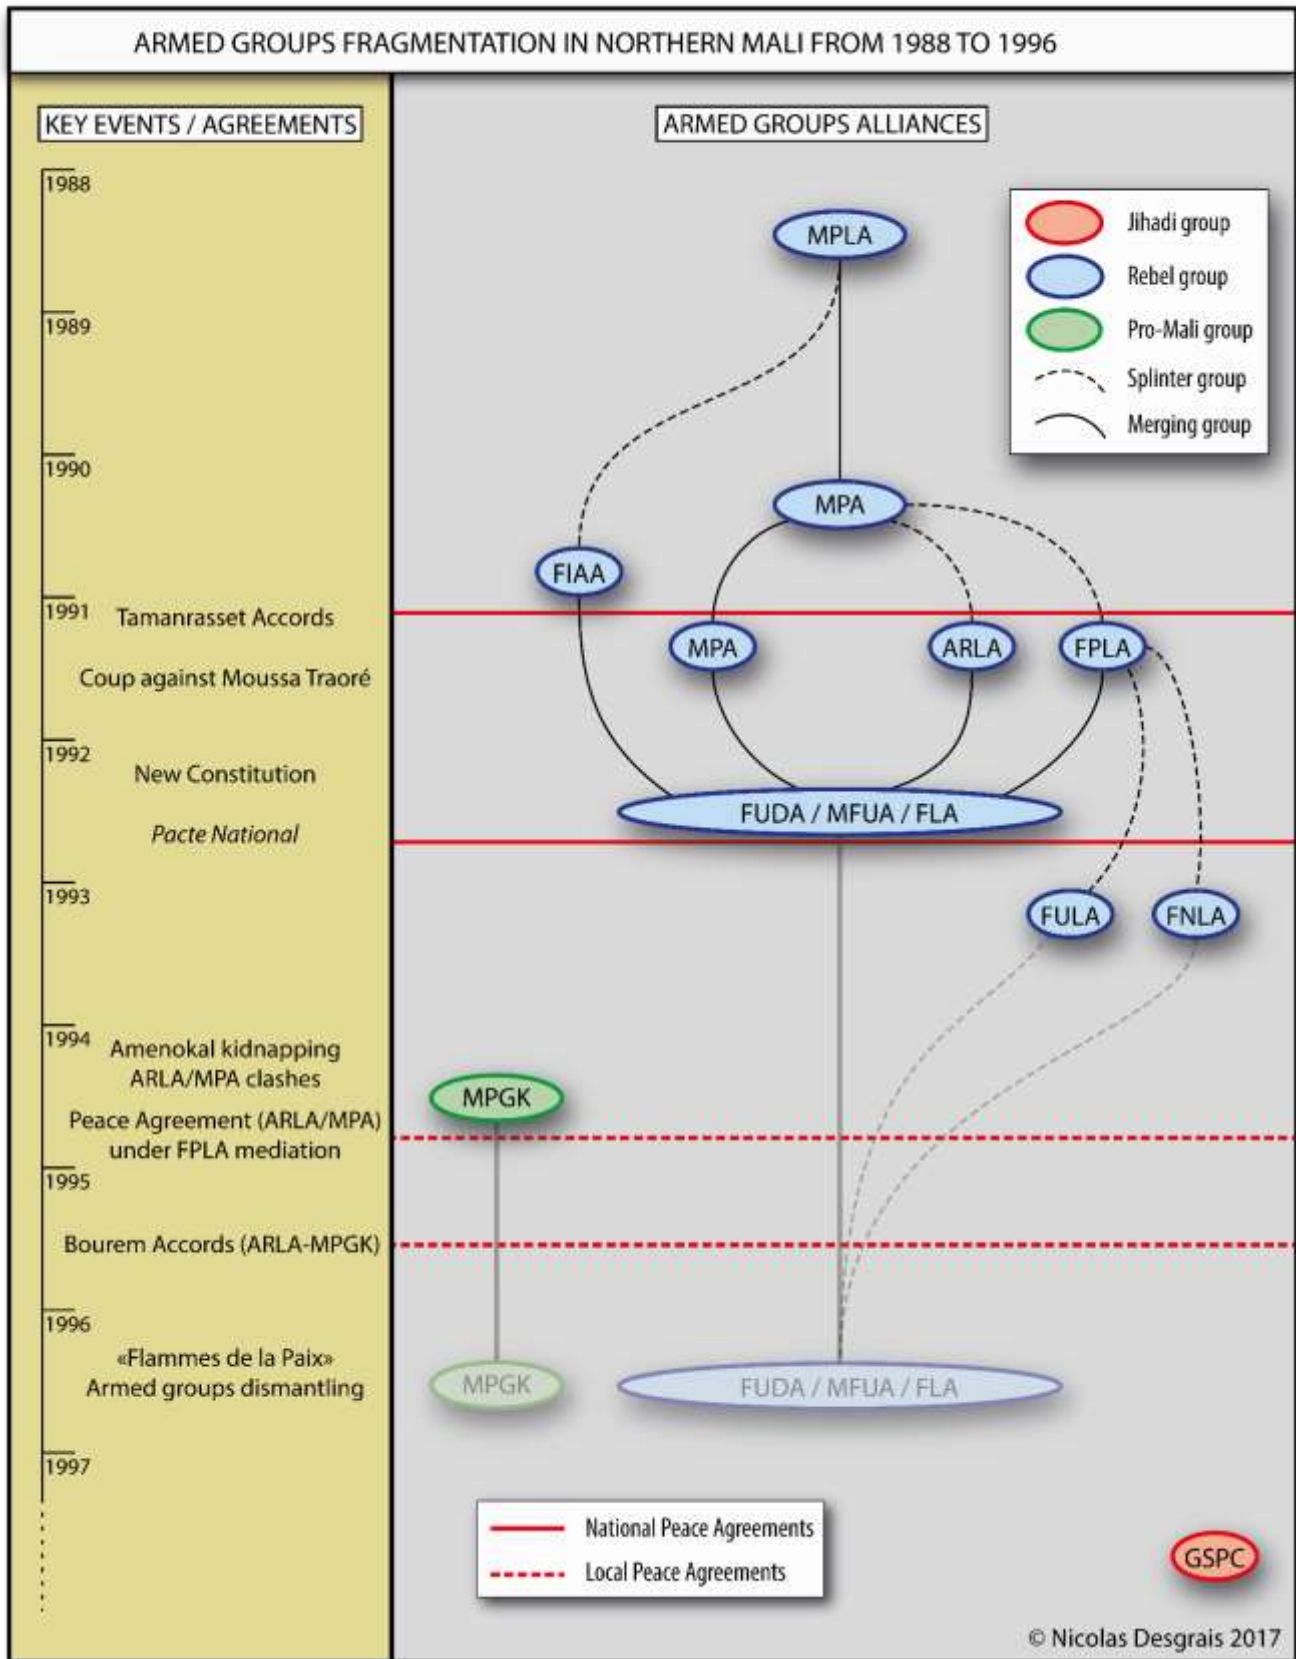 ARMED GROUPS FRAGMENTATION IN NORTHERN MALI FROM 1988 TO 1996
KEY EVENTS / AGREEMENTS
1988
1989
1990
1991
Tamanrasset Accords
Coup against Moussa Traoré
1992
New Constitution
Pacte National
1993
1994
Amenokal kidnapping
ARLA/MPA clashes
Peace Agreement (ARLA/MPA)
under FPLA mediation
1995
Bourem Accords (ARLA-MPGK)
1996
«Flammes de la Paix»
Armed groups dismantling
1997
ARMED GROUPS ALLIANCES
Jihadi group
Rebel group
Pro-Mali group
Splinter group
Merging group
MPLA
MPA
FIAA
MPA
ARLA
FPLA
FUDA / MFUA / FLA
FULA
FNLA
MPGK
MPGK
FUDA / MFUA / FLA
National Peace Agreements
Local Peace Agreements
GSPC
© Nicolas Desgrais 2017